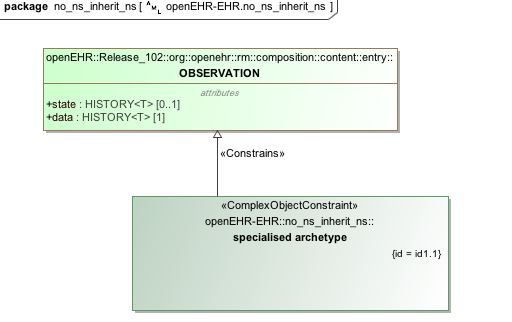 package no_ns_inherit_ns [ AML openEHR-EHR.no_ns_inherit_ns ]
openEHR::Release_102::org::openehr::rm::composition::content::entry::
OBSERVATION
attributes
+state : HISTORY<T> [0..1]
+data : HISTORY<T> [1]
«Constrains»
«ComplexObjectConstraint»
openEHR-EHR::no_ns_inherit_ns::
specialised archetype
{id = id1.1}